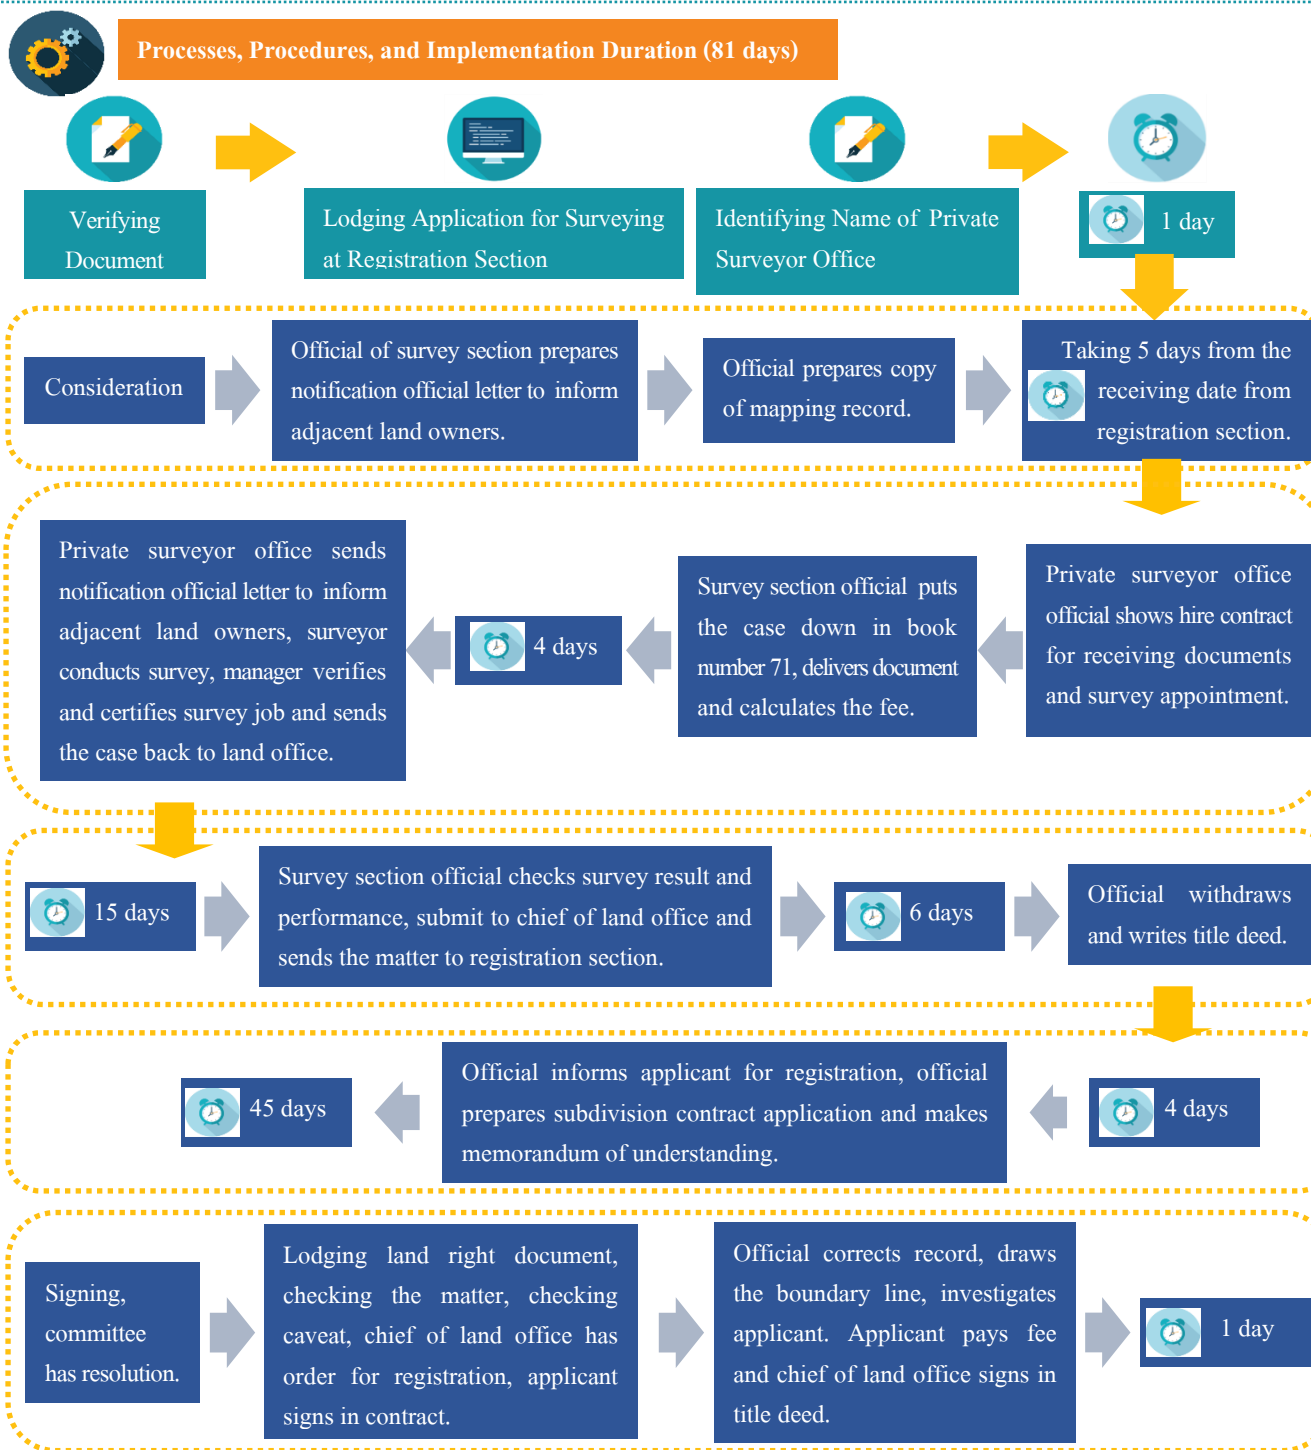 Processes, Procedures, and Implementation Duration (81 days)
Verifying
Document
Lodging Application for Surveying
at Registration Section
Identifying Name of Private
Surveyor Office
1 day
Consideration
Official of survey section prepares
notification official letter to inform
adjacent land owners.
Official prepares copy
of mapping record.
Taking 5 days from the
receiving date from
registration section.
Private surveyor office
official shows hire contract
for receiving documents
and survey appointment.
Survey section official puts
the case down in book
number 71, delivers document
and calculates the fee.
4 days
Private surveyor office sends
notification official letter to inform
adjacent land owners, surveyor
conducts survey, manager verifies
and certifies survey job and sends
the case back to land office.
15 days
Survey section official checks survey result and
performance, submit to chief of land office and
sends the matter to registration section.
6 days
Official withdraws
and writes title deed.
4 days
Official informs applicant for registration, official
prepares subdivision contract application and makes
memorandum of understanding.
45 days
Signing,
committee
has resolution.
Lodging land right document,
checking the matter, checking
caveat, chief of land office has
order for registration, applicant
signs in contract.
Official corrects record, draws
the boundary line, investigates
applicant. Applicant pays fee
and chief of land office signs in
title deed.
1 day